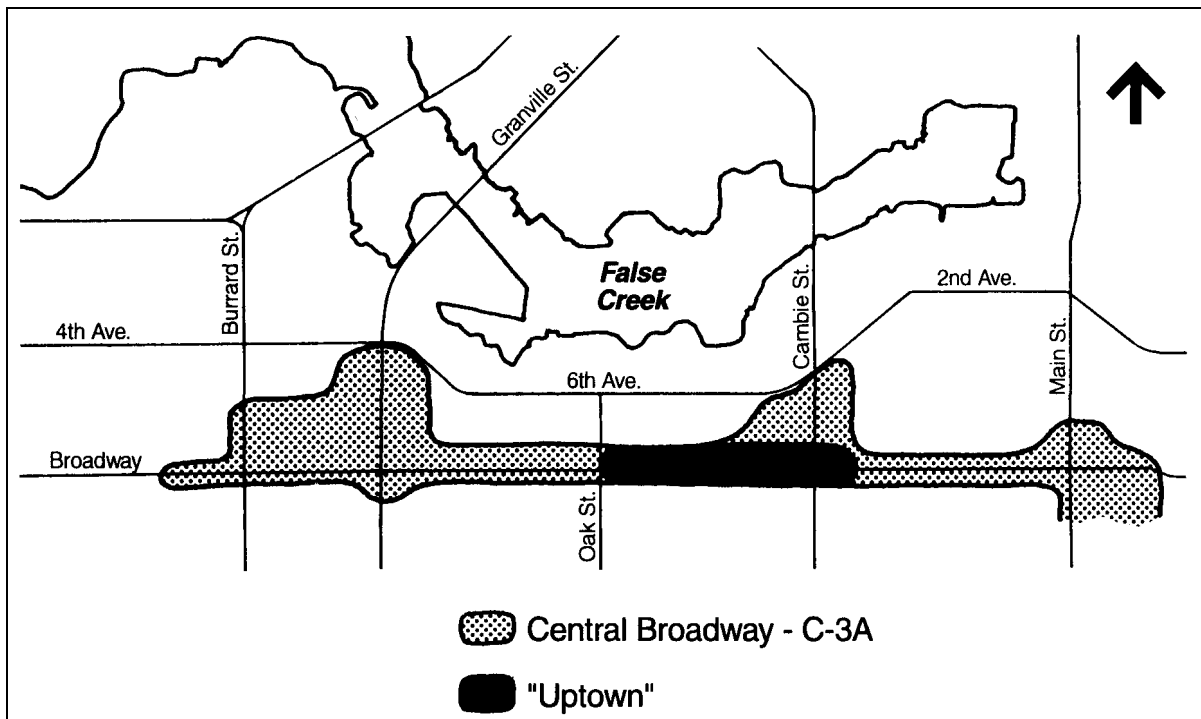 Granville St.
Burrard St.
False
Creek
Cambie St.
2nd Ave.
4th Ave.
Main St.
6th Ave.
Broadway
Oak St.
Central Broadway - C-3A
"Uptown"